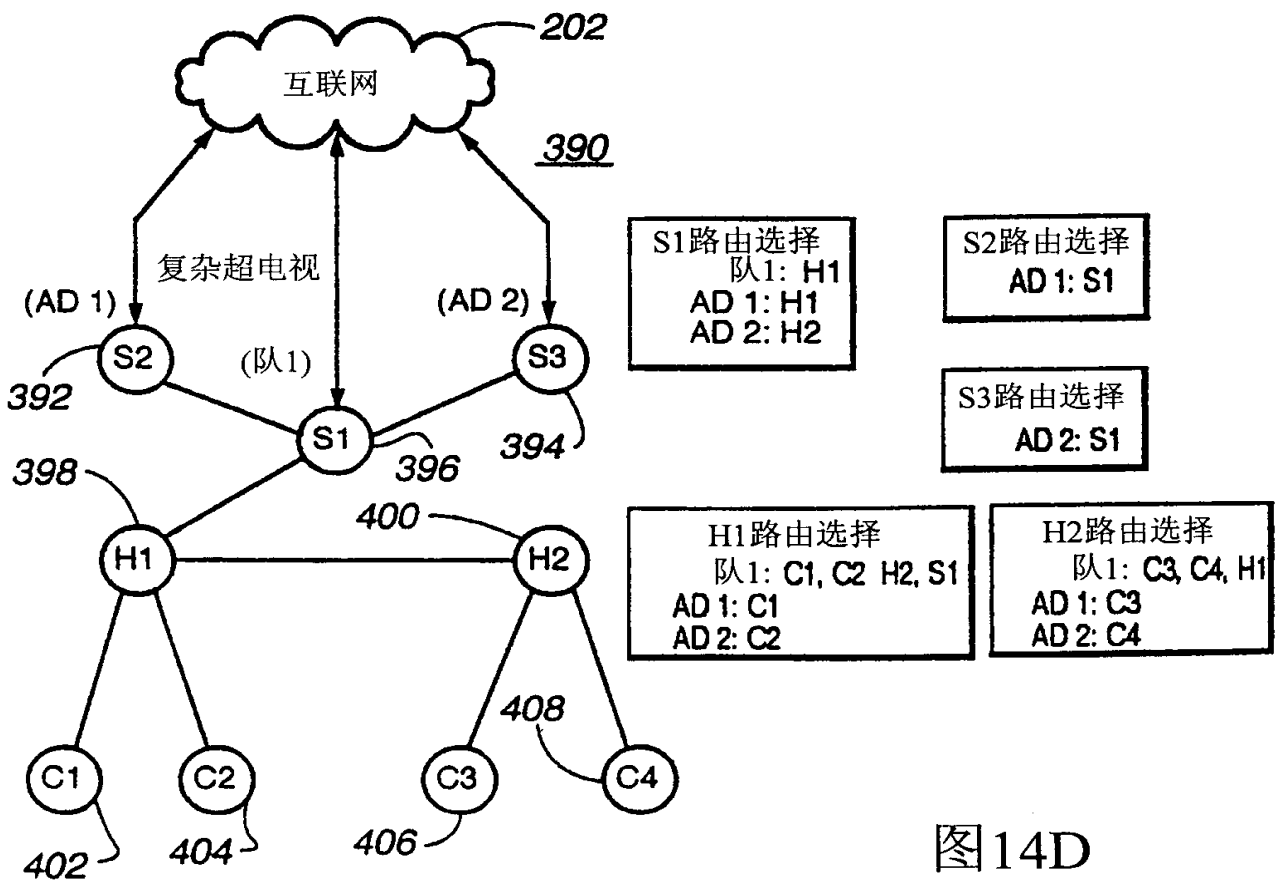 202
互联网
390
复杂超电视
(AD 1)
(AD 2)
S2
(队1)
S3
392
S1
396
394
398
400
H1
H2
408
C1
C2
C3
C4
402
404
406
S1路由选择
队1: H1
AD 1: H1
AD 2: H2
S2路由选择
AD 1: S1
S3路由选择
AD 2: S1
H1路由选择
队1: C1, C2 H2, S1
AD 1: C1
AD 2: C2
H2路由选择
队1: C3, C4, H1
AD 1: C3
AD 2: C4
图14D